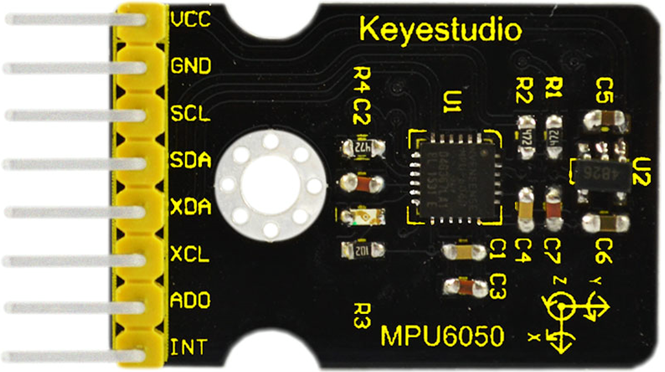 VCC
GND
SCL
SDA
XDA
XCL
ADO
INT
Keyestudio
R4
C2
U1
R2
R1
C5
472
472
472
4B26
U2
102
C1
C3
C4
C7
C6
R3
MPU6050
Z
Y
X